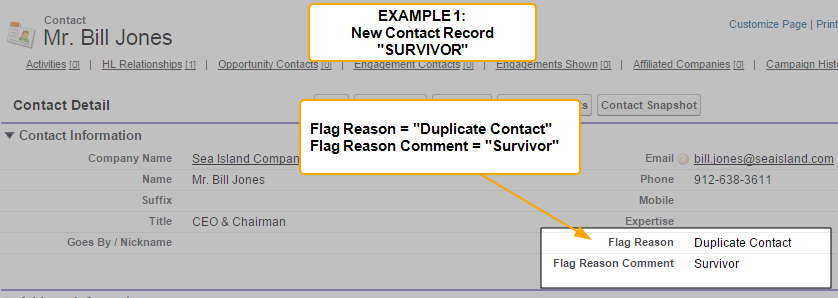 Contact
Mr. Bill Jones
EXAMPLE 1:
New Contact Record
"SURVIVOR"
Customize Page | Print
Activities [0] | HL Relationships [1] | Opportunity Contacts [0] | Engagement Contacts [0] | Engagements Shown [0] | Affiliated Companies [0] | Campaign Histo
Contact Detail
Contact Snapshot
Flag Reason = "Duplicate Contact"
Flag Reason Comment = "Survivor"
Contact Information
Company Name Sea Island Compan
Email bill.jones@seaisland.com
Name Mr. Bill Jones
Phone 912-638-3611
Suffix
Mobile
Title CEO & Chairman
Expertise
Goes By / Nickname
Flag Reason Duplicate Contact
Flag Reason Comment Survivor